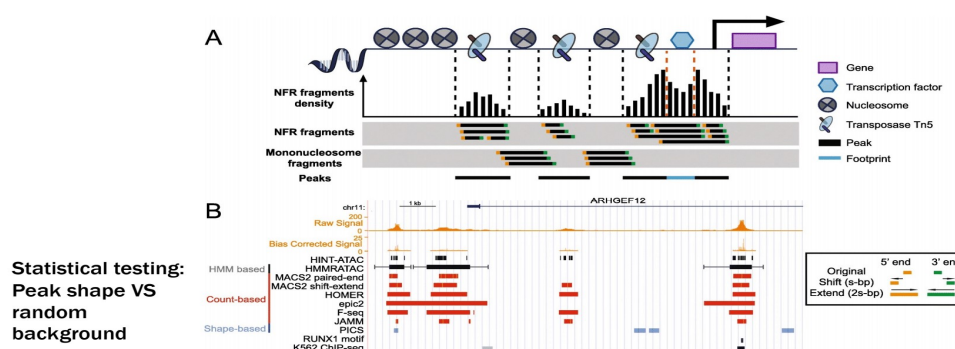 A
NFR fragments
density
NFR fragments
Mononucleosome
fragments
Peaks
Gene
Transcription factor
Nucleosome
Transposase Tn5
Peak
Footprint
B
chr11:
1 kb
ARHGEF12
200
Raw Signal
0
25
Bias Corrected Signal
0
HINT-ATAC
HMM based
HMMRATAC
MACS2 paired-end
MACS2 shift-extend
HOMER
Count-based
epic2
F-seq
JAMM
Shape-based
PICS
RUNX1 motif
K562 ChIP-seq
Statistical testing:
Peak shape VS
random
background
5' end 3' end
Original
Shift (s-bp)
Extend (2s-bp)